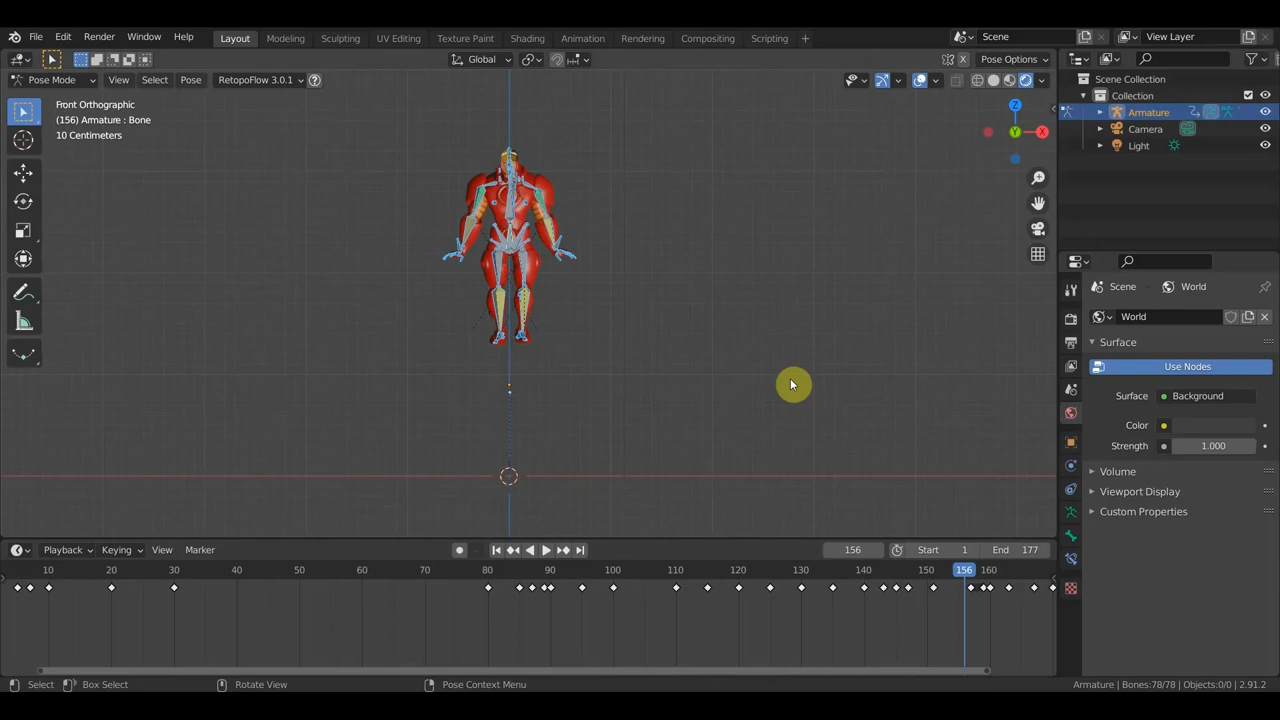 File Edit Render Window Help Layout Modeling Sculpting UV Editing Texture Paint Shading Animation Rendering Compositing Scripting + Scene View Layer
Global Pose Options
Pose Mode View Select Pose RetopoFlow 3.0.1
Front Orthographic
(156) Armature : Bone
10 Centimeters
Z
Y
X
Scene Collection
Collection
Armature
Camera
Light
Scene World
World
Surface
Use Nodes
Surface Background
Color
Strength 1.000
Volume
Viewport Display
Custom Properties
Playback Keying View Marker 156 Start 1 End 177
10 20 30 40 50 60 70 80 90 100 110 120 130 140 150 156 160
Select Box Select Rotate View Pose Context Menu Armature | Bones:78/78 | Objects:0/0 | 2.91.2